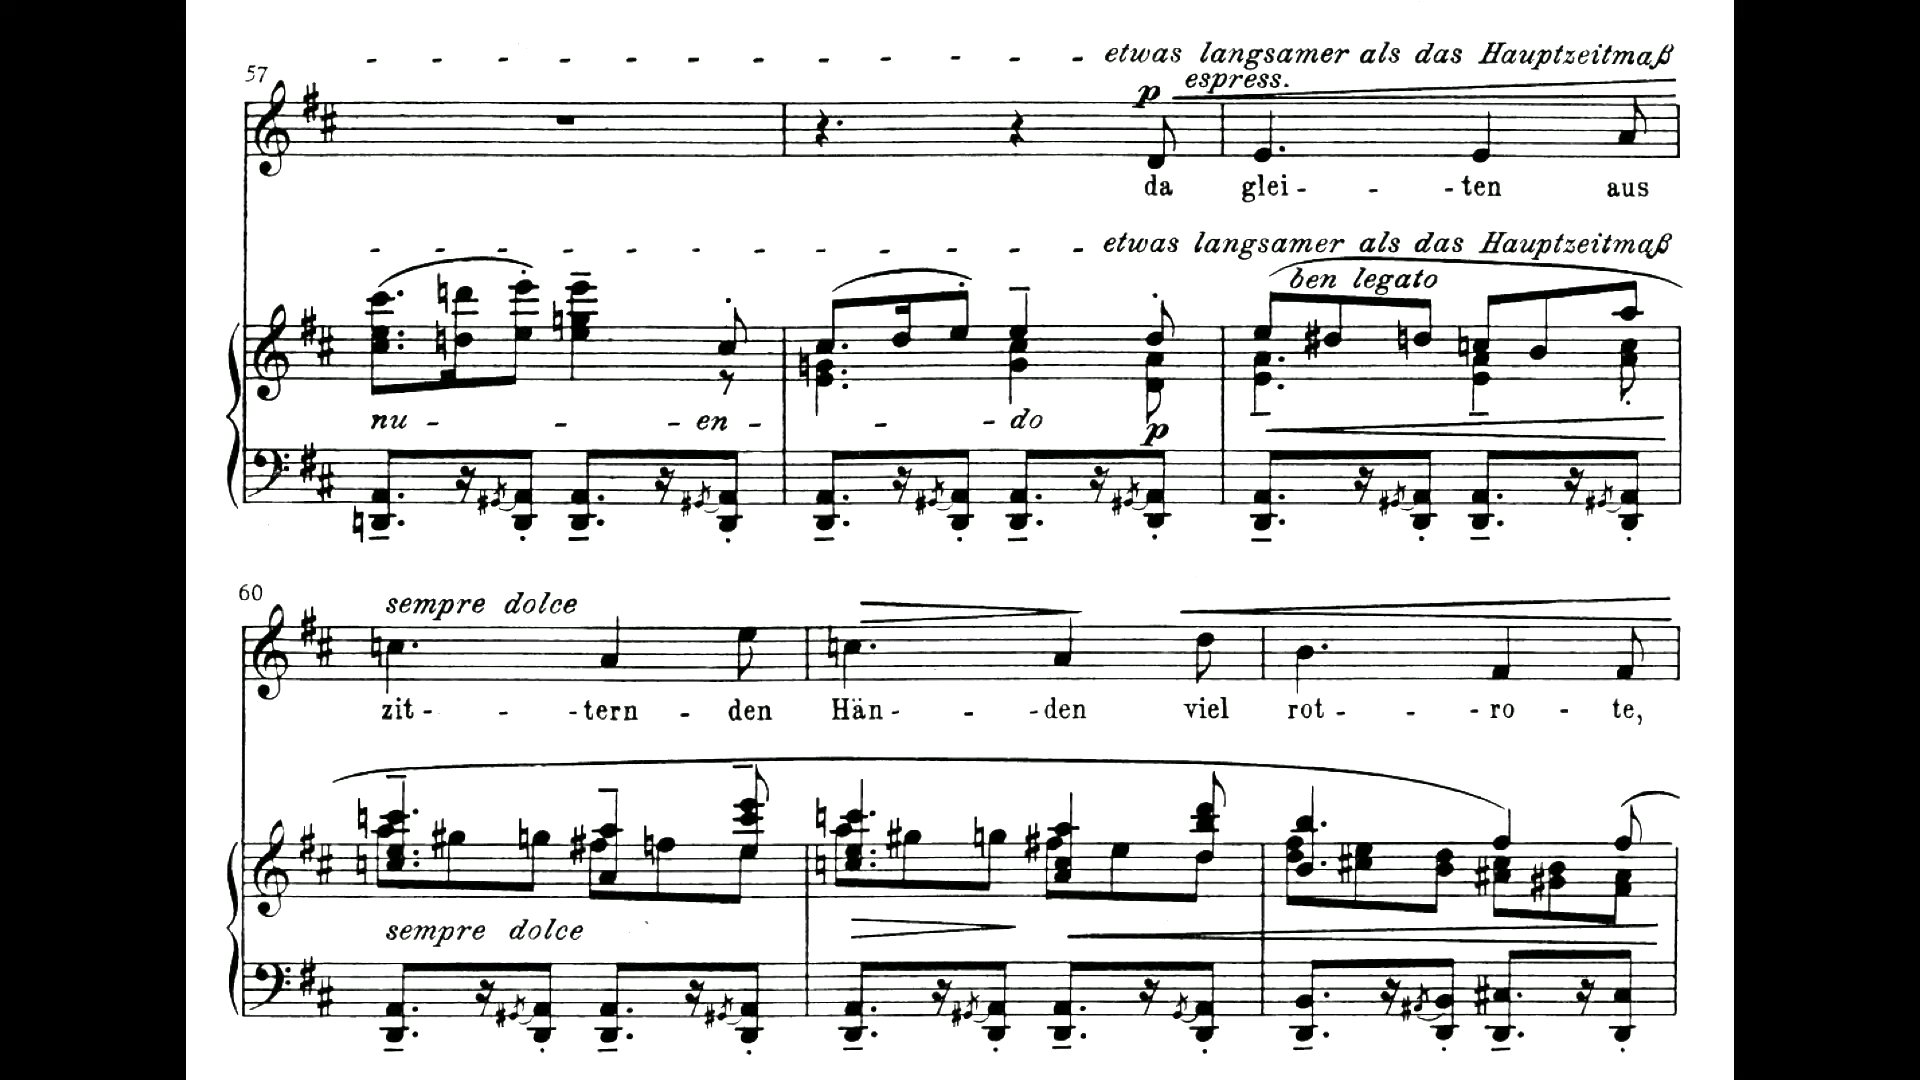 etwas langsamer als das Hauptzeitmaß
57
p espress.
da glei - - - ten aus
etwas langsamer als das Hauptzeitmaß
ben legato
nu - - - en - - - do p
60
sempre dolce
zit - - - tern - den Hän - - - den viel rot - - - ro - te,
sempre dolce